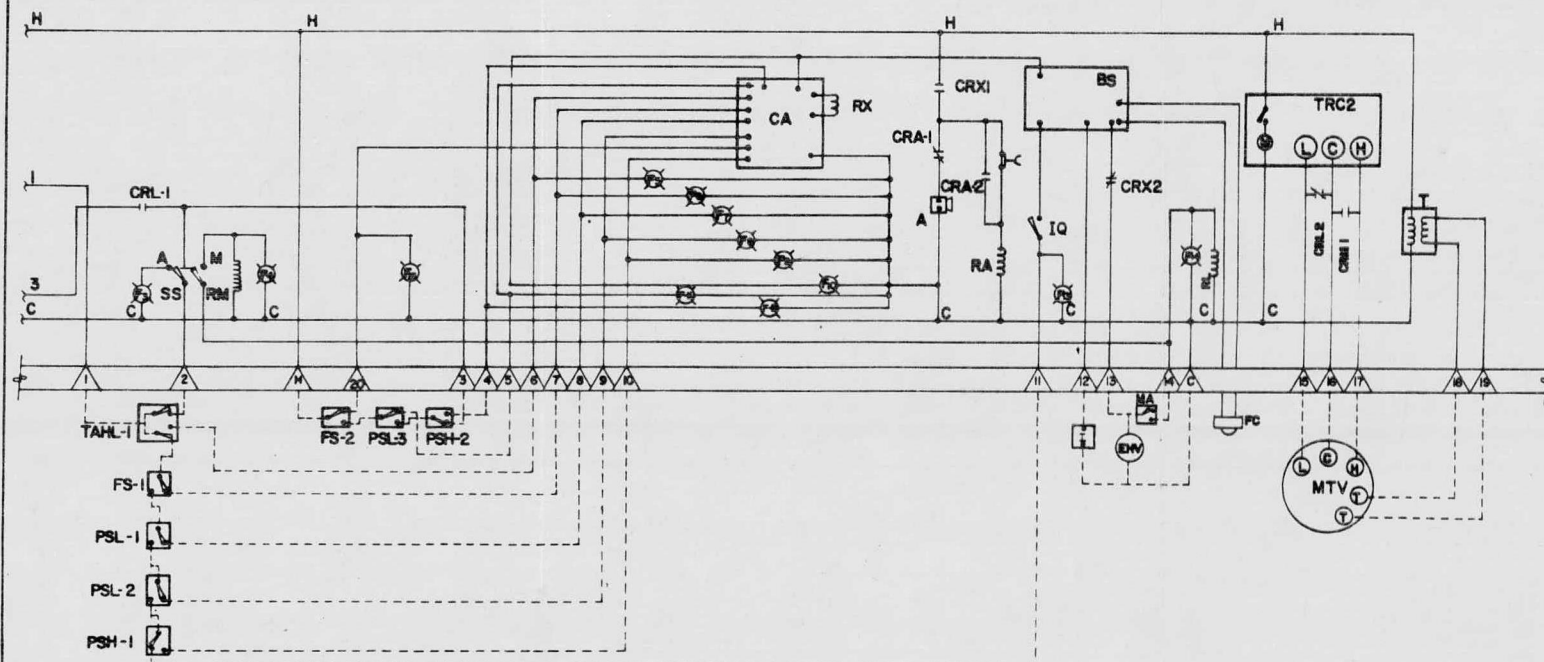 H H H H
1
3
C
CRL-1
A
SS
M
RM
C
C
CA
RX
CRX1
CRA-1
CRA-2
A
RA
C
BS
IQ
C
CRX2
C
RL
C
TRC2
L C H
CRL2
CRM1
T
1 2 H 20 3 4 5 6 7 8 9 10 11 12 13 14 C 15 16 17 18 19
TAHL-1
FS-2
PSL-3
PSH-2
MA
EHV
FC
FS-1
L C H
MTV
T
T
PSL-1
PSL-2
PSH-1